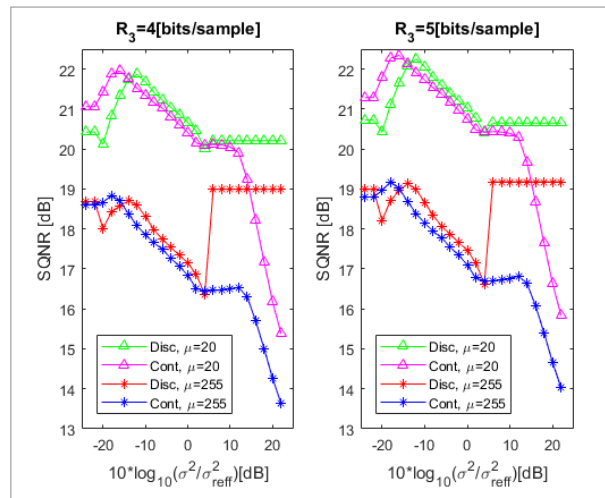 R₃=4[bits/sample]
SQNR [dB]
22
21
20
19
18
17
16
15
14
13
Disc, μ=20
Cont, μ=20
Disc, μ=255
Cont, μ=255
-20
-10
0
10
20
10*log₁₀(σ²/σ²reff)[dB]
R₃=5[bits/sample]
SQNR [dB]
22
21
20
19
18
17
16
15
14
13
Disc, μ=20
Cont, μ=20
Disc, μ=255
Cont, μ=255
-20
-10
0
10
20
10*log₁₀(σ²/σ²reff)[dB]